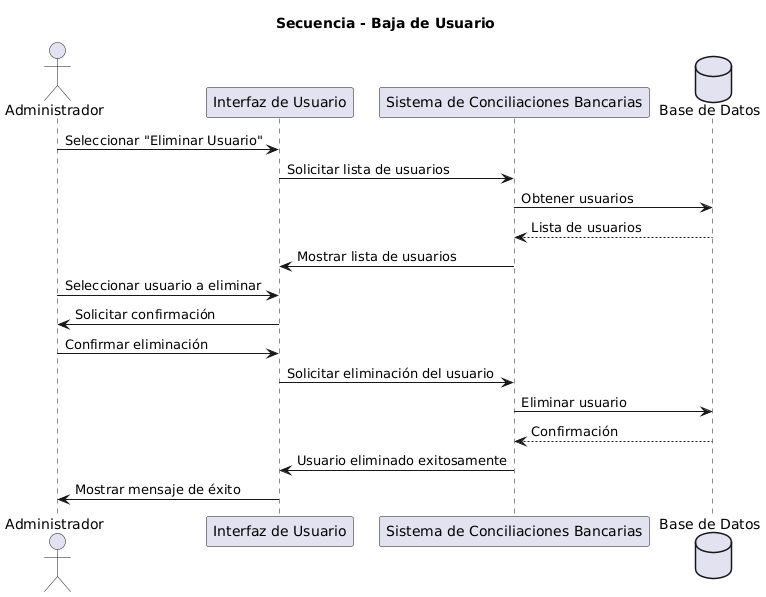 Secuencia - Baja de Usuario
Administrador
Interfaz de Usuario
Sistema de Conciliaciones Bancarias
Base de Datos
Seleccionar "Eliminar Usuario"
Solicitar lista de usuarios
Obtener usuarios
Lista de usuarios
Mostrar lista de usuarios
Seleccionar usuario a eliminar
Solicitar confirmación
Confirmar eliminación
Solicitar eliminación del usuario
Eliminar usuario
Confirmación
Usuario eliminado exitosamente
Mostrar mensaje de éxito
Administrador
Interfaz de Usuario
Sistema de Conciliaciones Bancarias
Base de Datos